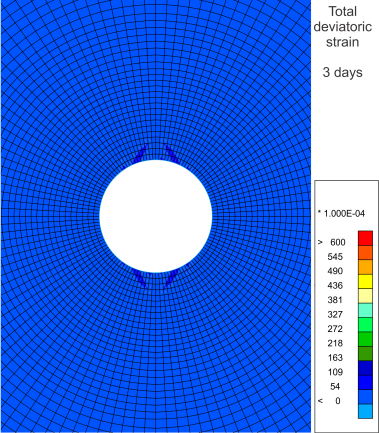 Total
deviatoric
strain
3 days
* 1.000E-04
> 600
545
490
436
381
327
272
218
163
109
54
< 0